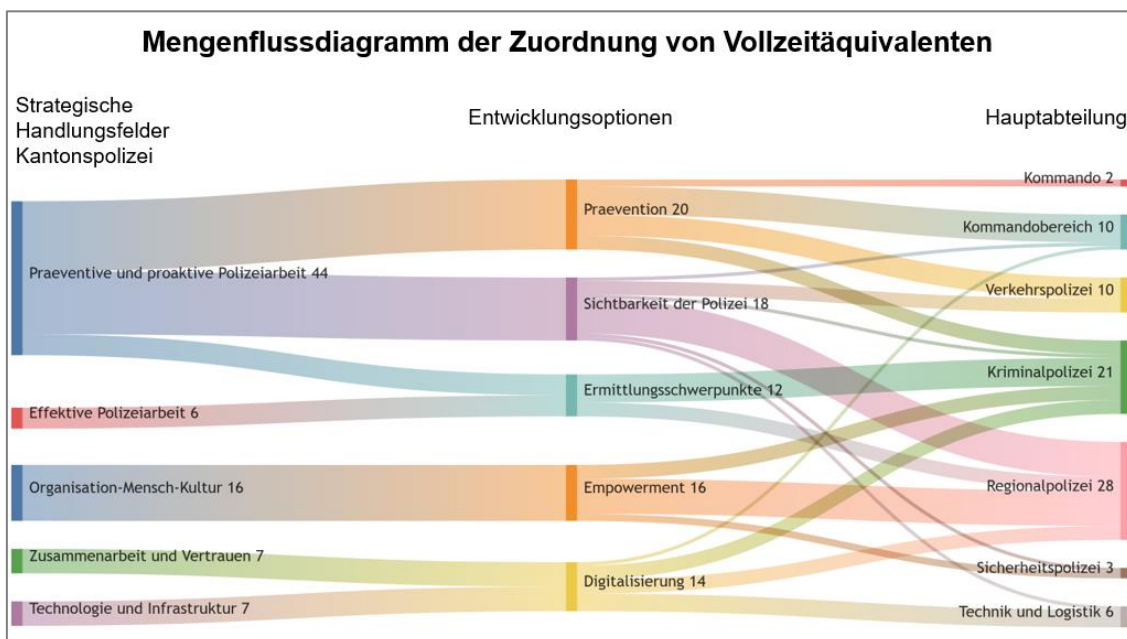 Mengenflussdiagramm der Zuordnung von Vollzeitäquivalenten
Strategische
Handlungsfelder
Kantonspolizei
Entwicklungsoptionen
Hauptabteilung
Praeventive und proaktive Polizeiarbeit 44
Effektive Polizeiarbeit 6
Organisation-Mensch-Kultur 16
Zusammenarbeit und Vertrauen 7
Technologie und Infrastruktur 7
Praevention 20
Sichtbarkeit der Polizei 18
Ermittlungsschwerpunkte 12
Empowerment 16
Digitalisierung 14
Kommando 2
Kommandobereich 10
Verkehrspolizei 10
Kriminalpolizei 21
Regionalpolizei 28
Sicherheitspolizei 3
Technik und Logistik 6